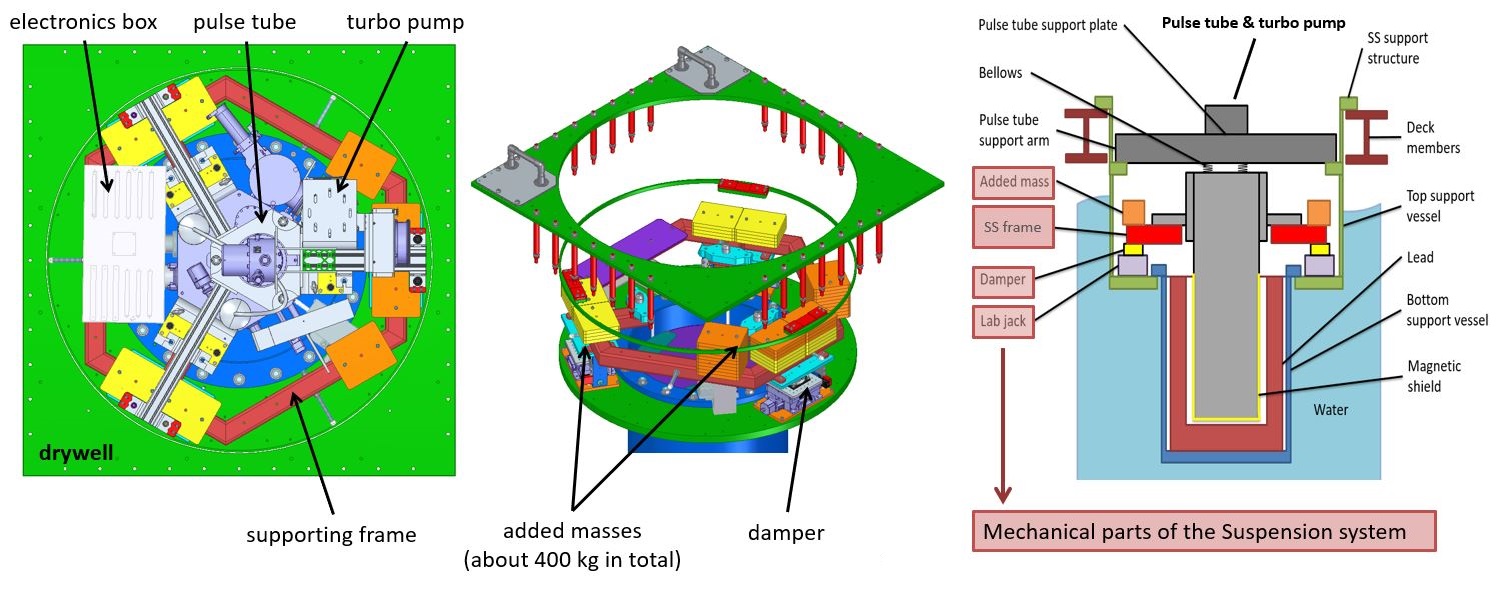 electronics box
pulse tube
turbo pump
drywell
supporting frame
added masses
(about 400 kg in total)
damper
Pulse tube support plate
Pulse tube & turbo pump
SS support
structure
Bellows
Pulse tube
support arm
Deck
members
Added mass
SS frame
Top support
vessel
Damper
Lead
Lab jack
Bottom
support vessel
Magnetic
shield
Water
Mechanical parts of the Suspension system